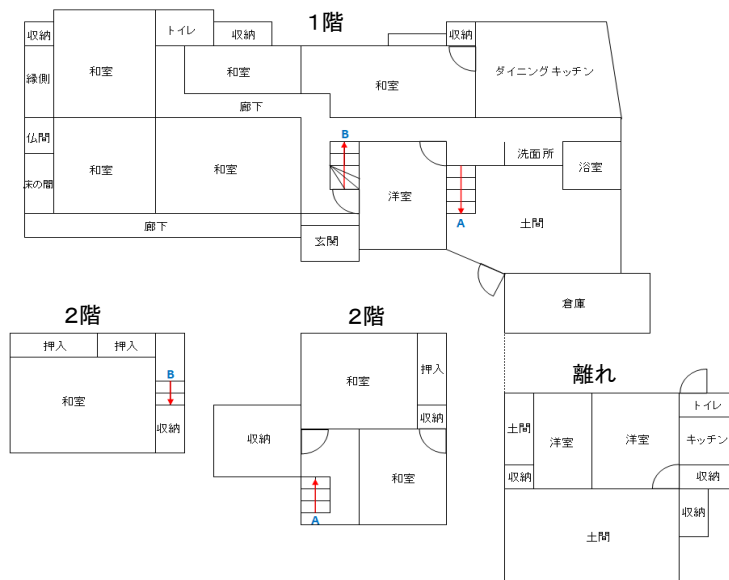 1階
収納
トイレ
収納
収納
縁側
和室
和室
和室
ダイニングキッチン
廊下
仏間
床の間
和室
和室
B
洋室
A
洗面所
浴室
土間
廊下
玄関
倉庫
2階
押入
押入
和室
B
収納
2階
和室
押入
収納
収納
和室
A
離れ
土間
洋室
洋室
トイレ
キッチン
収納
収納
収納
土間